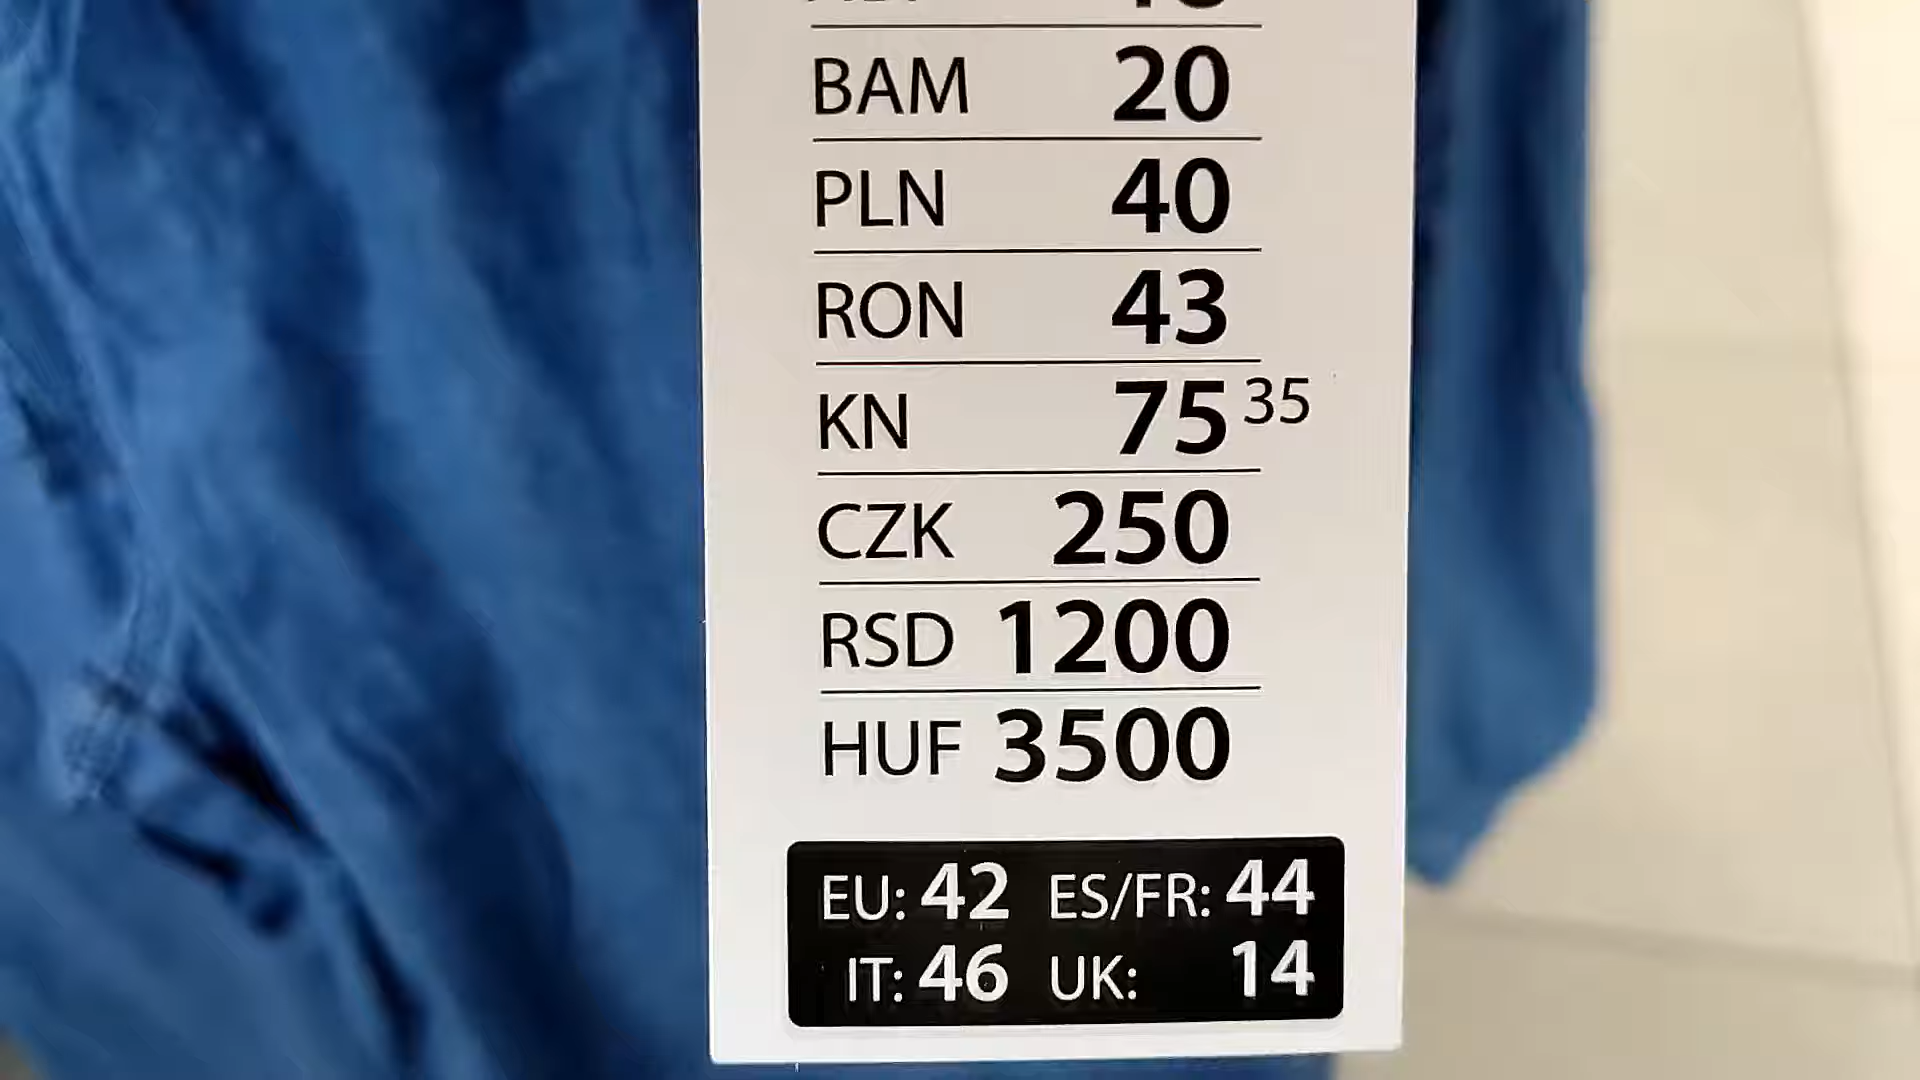 BAM 20
PLN 40
RON 43
KN 75 35
CZK 250
RSD 1200
HUF 3500
EU: 42 ES/FR: 44
IT: 46 UK: 14